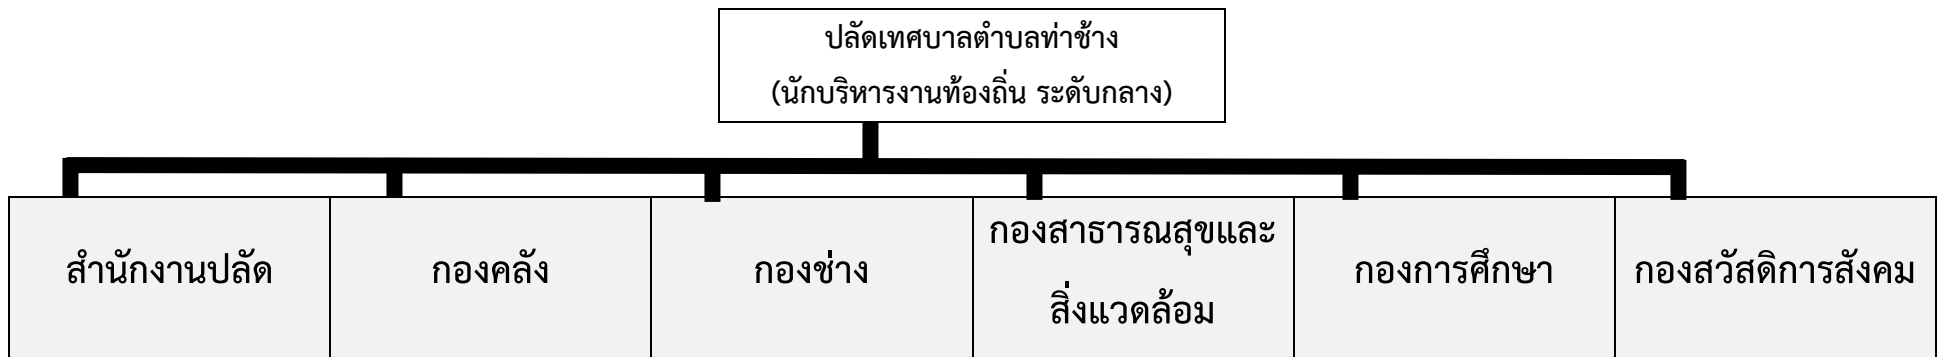 ปลัดเทศบาลตำบลท่าช้าง
(นักบริหารงานท้องถิ่น ระดับกลาง)
สำนักงานปลัด
กองคลัง
กองช่าง
กองสาธารณสุขและ
สิ่งแวดล้อม
กองการศึกษา
กองสวัสดิการสังคม